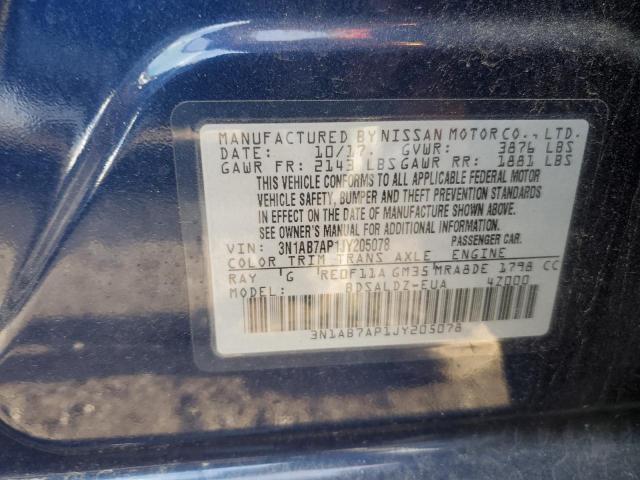 MANUFACTURED BY NISSAN MOTOR CO., LTD.
DATE: 10/17 GVWR: 3876 LBS
GAWR FR: 2143 LBS GAWR RR: 1881 LBS
THIS VEHICLE CONFORMS TO ALL APPLICABLE FEDERAL MOTOR
VEHICLE SAFETY, BUMPER AND THEFT PREVENTION STANDARDS
IN EFFECT ON THE DATE OF MANUFACTURE SHOWN ABOVE.
SEE OWNER'S MANUAL FOR ADDITIONAL INFORMATION.
VIN: 3N1AB7AP1JY205078 PASSENGER CAR.
COLOR TRIM TRANS AXLE ENGINE
RAY G RE0F11A GM35 MRA8DE 1798 CC
MODEL: BDSALDZ-EUA 4Z000
3N1AB7AP1JY205078